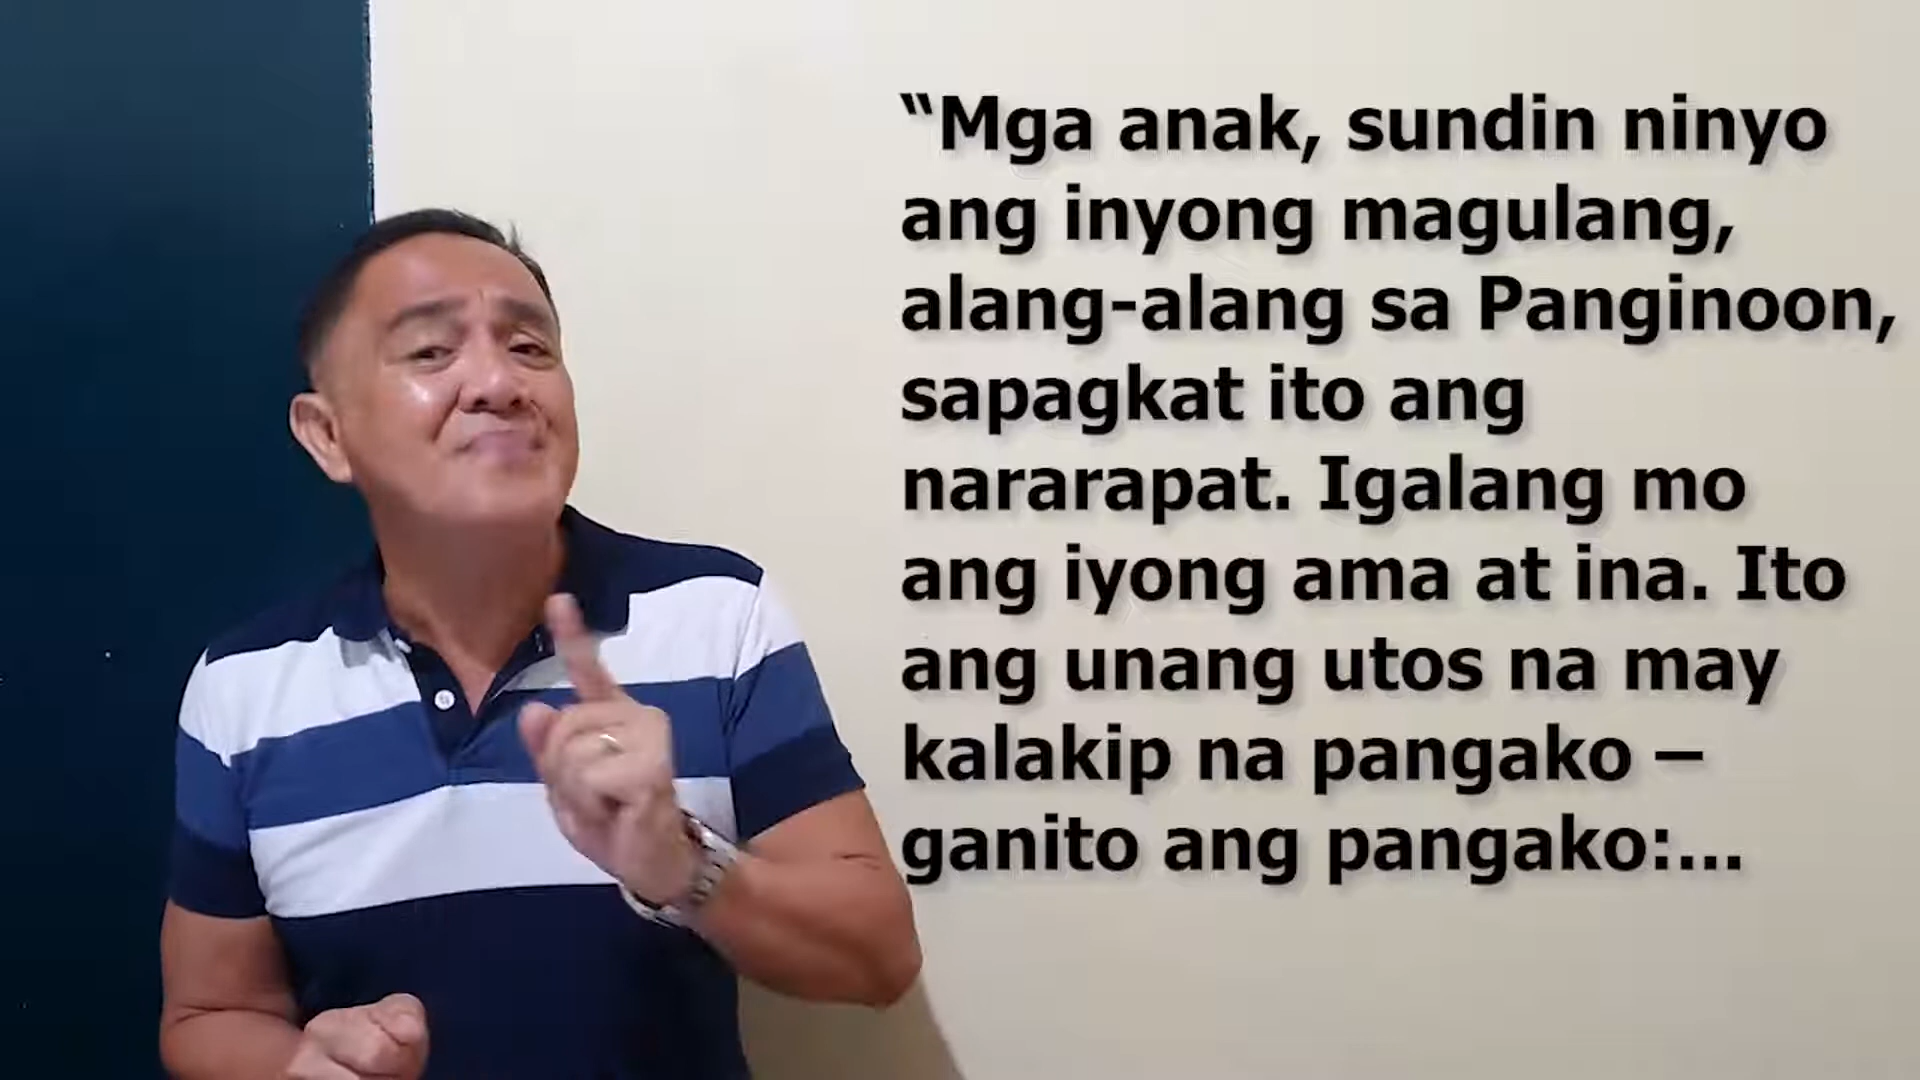 “Mga anak, sundin ninyo
ang inyong magulang,
alang-alang sa Panginoon,
sapagkat ito ang
nararapat. Igalang mo
ang iyong ama at ina. Ito
ang unang utos na may
kalakip na pangako –
ganito ang pangako:...